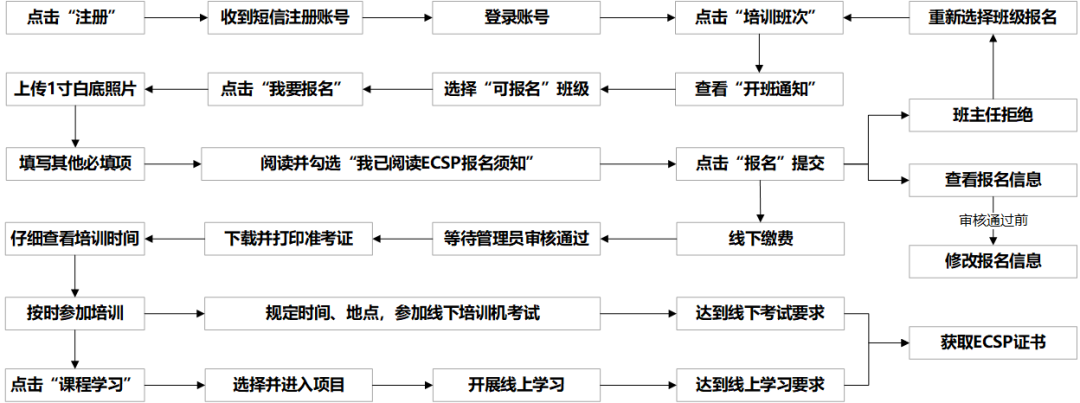 点击“注册”
收到短信注册账号
登录账号
点击“培训班次”
重新选择班级报名
上传1寸白底照片
点击“我要报名”
选择“可报名”班级
查看“开班通知”
班主任拒绝
填写其他必填项
阅读并勾选“我已阅读ECSP报名须知”
点击“报名”提交
查看报名信息
审核通过前
仔细查看培训时间
下载并打印准考证
等待管理员审核通过
线下缴费
修改报名信息
按时参加培训
规定时间、地点，参加线下培训机考试
达到线下考试要求
获取ECSP证书
点击“课程学习”
选择并进入项目
开展线上学习
达到线上学习要求